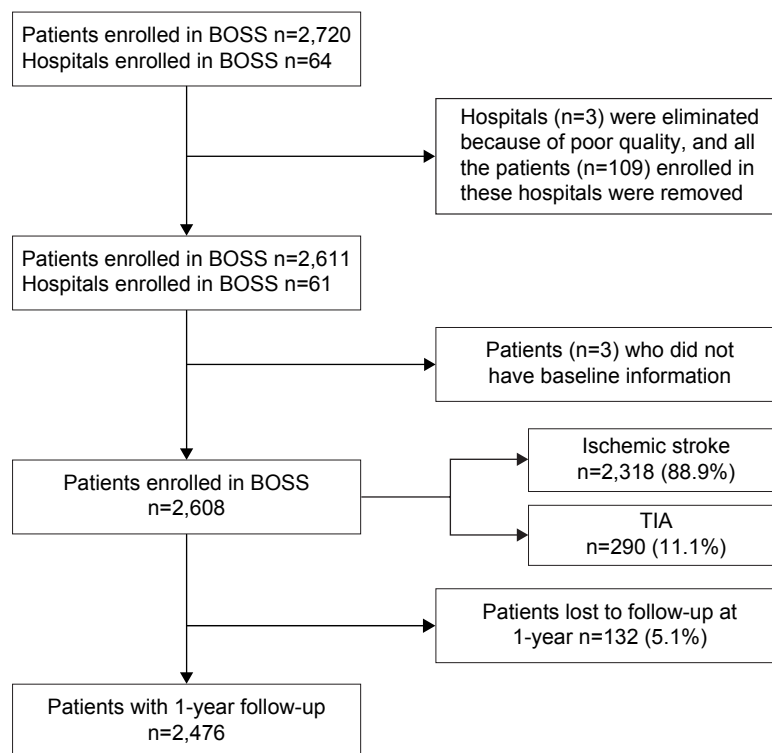 Patients enrolled in BOSS n=2,720
Hospitals enrolled in BOSS n=64
Hospitals (n=3) were eliminated
because of poor quality, and all
the patients (n=109) enrolled in
these hospitals were removed
Patients enrolled in BOSS n=2,611
Hospitals enrolled in BOSS n=61
Patients (n=3) who did not
have baseline information
Ischemic stroke
n=2,318 (88.9%)
Patients enrolled in BOSS
n=2,608
TIA
n=290 (11.1%)
Patients lost to follow-up at
1-year n=132 (5.1%)
Patients with 1-year follow-up
n=2,476